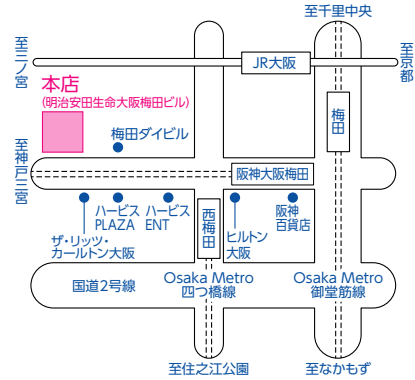 至千里中央
至三ノ宮
JR大阪
至京都
本店
(明治安田生命大阪梅田ビル)
梅田
梅田ダイビル
至神戸三宮
阪神大阪梅田
ザ・リッツ・
カールトン大阪
ハービス
PLAZA
ハービス
ENT
西梅田
ヒルトン
大阪
阪神
百貨店
国道2号線
Osaka Metro
四つ橋線
Osaka Metro
御堂筋線
至住之江公園
至なかもず